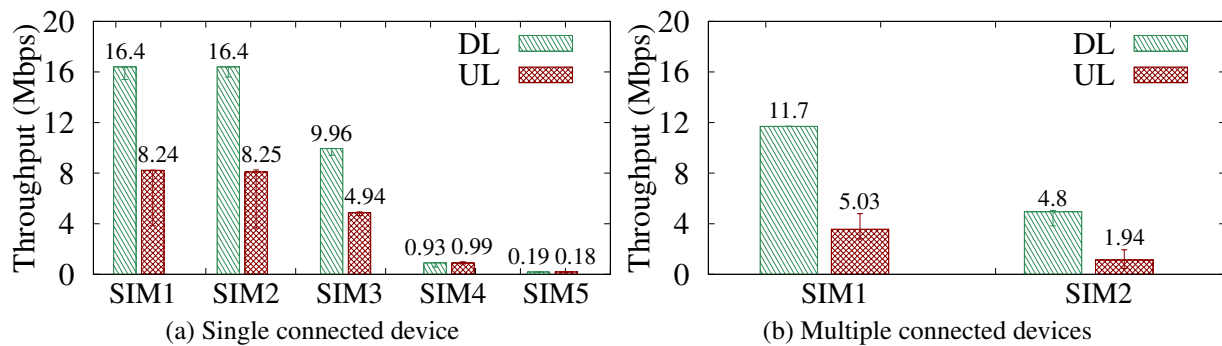 Throughput (Mbps)
20
16
12
8
4
0
DL
UL
16.4
8.24
16.4
8.25
9.96
4.94
0.93
0.99
0.19
0.18
SIM1
SIM2
SIM3
SIM4
SIM5
(a) Single connected device
Throughput (Mbps)
20
16
12
8
4
0
DL
UL
11.7
5.03
4.8
1.94
SIM1
SIM2
(b) Multiple connected devices